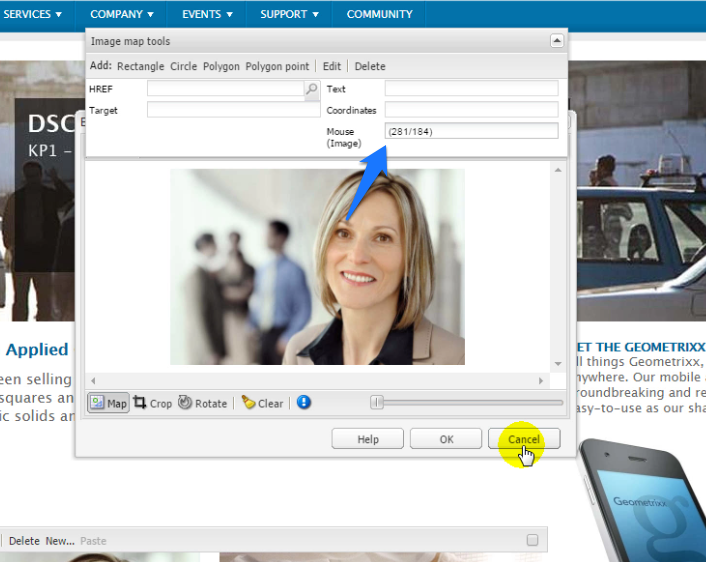 SERVICES ▼ COMPANY ▼ EVENTS ▼ SUPPORT ▼ COMMUNITY
Image map tools
Add: Rectangle Circle Polygon Polygon point Edit Delete
HREF Text
Target Coordinates
Mouse (281/184)
(Image)
DSC
KP1 –
E
Applied
een selling
squares an
ic solids an
ET THE GEOMETRIXX
ll things Geometrixx,
nywhere. Our mobile
roundbreaking and re
asy-to-use as our sha
Map Crop Rotate Clear
Help OK Cancel
Geometrixx
g
Delete New... Paste